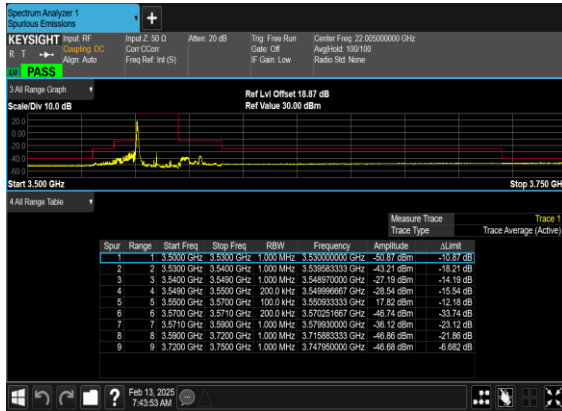 Spectrum Analyzer 1
Spurious Emissions
+
KEYSIGHT Input: RF Input Z: 50 Ω Atten: 20 dB Trig: Free Run Center Freq: 22.005000000 GHz
R T Coupling: DC Corr CCorr Gate: Off Avg|Hold: 100/100
Align: Auto Freq Ref: Int (S) IF Gain: Low Radio Std: None
LXI PASS
3 All Range Graph
Ref Lvl Offset 18.87 dB
Scale/Div 10.0 dB Ref Value 30.00 dBm
20.0
0.00
-20.0
-40.0
-60.0
Start 3.500 GHz Stop 3.750 GH
4 All Range Table
Measure Trace Trace 1
Trace Type Trace Average (Active)
Spur Range Start Freq Stop Freq RBW Frequency Amplitude ΔLimit
1 1 3.5000 GHz 3.5300 GHz 1.000 MHz 3.530000000 GHz -50.87 dBm -10.87 dB
2 2 3.5300 GHz 3.5400 GHz 1.000 MHz 3.539583333 GHz -43.21 dBm -18.21 dB
3 3 3.5400 GHz 3.5490 GHz 1.000 MHz 3.548970000 GHz -27.19 dBm -14.19 dB
4 4 3.5490 GHz 3.5500 GHz 200.0 kHz 3.549996667 GHz -28.54 dBm -15.54 dB
5 5 3.5500 GHz 3.5700 GHz 100.0 kHz 3.550933333 GHz 17.82 dBm -12.18 dB
6 6 3.5700 GHz 3.5710 GHz 200.0 kHz 3.570251667 GHz -46.74 dBm -33.74 dB
7 7 3.5710 GHz 3.5900 GHz 1.000 MHz 3.579930000 GHz -36.12 dBm -23.12 dB
8 8 3.5900 GHz 3.7200 GHz 1.000 MHz 3.715883333 GHz -46.86 dBm -21.86 dB
9 9 3.7200 GHz 3.7500 GHz 1.000 MHz 3.747950000 GHz -46.68 dBm -6.682 dB
? Feb 13, 2025
7:43:53 AM